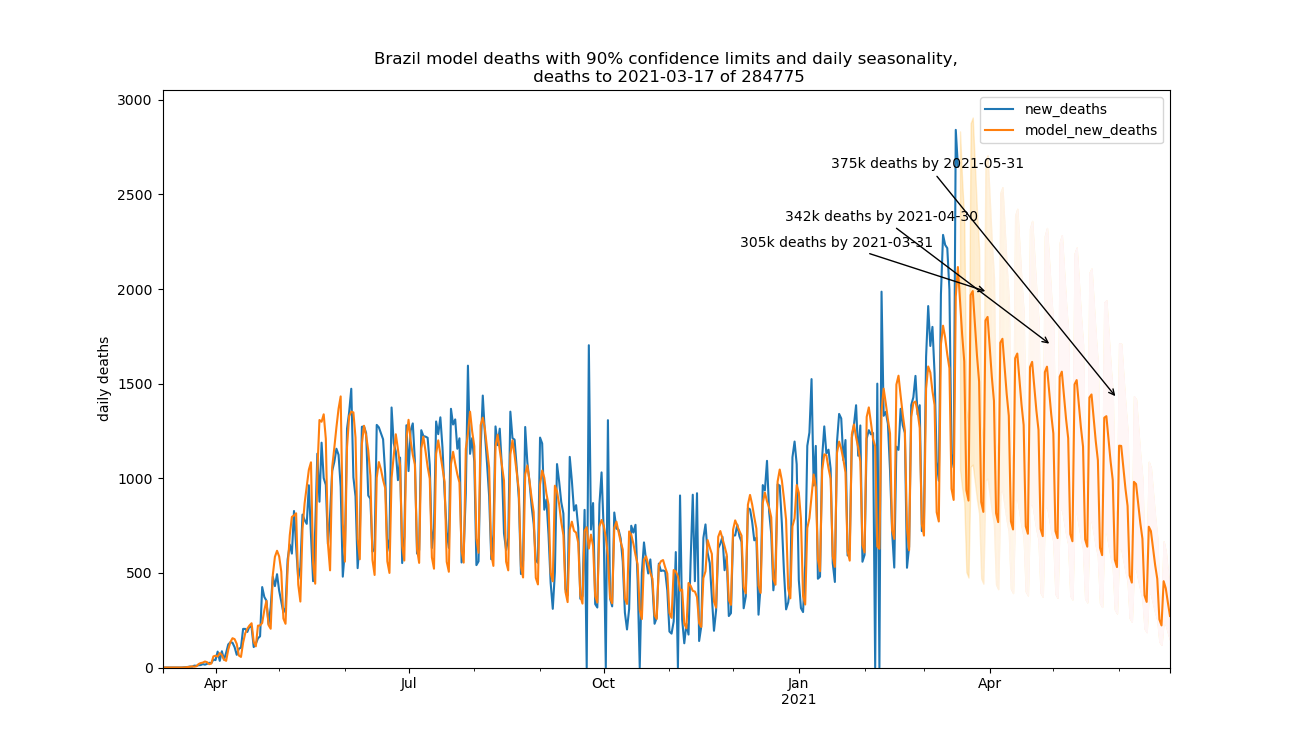 Brazil model deaths with 90% confidence limits and daily seasonality,
deaths to 2021-03-17 of 284775
3000
2500
2000
1500
1000
500
0
daily deaths
new_deaths
model_new_deaths
375k deaths by 2021-05-31
342k deaths by 2021-04-30
305k deaths by 2021-03-31
Apr
Jul
Oct
Jan
2021
Apr